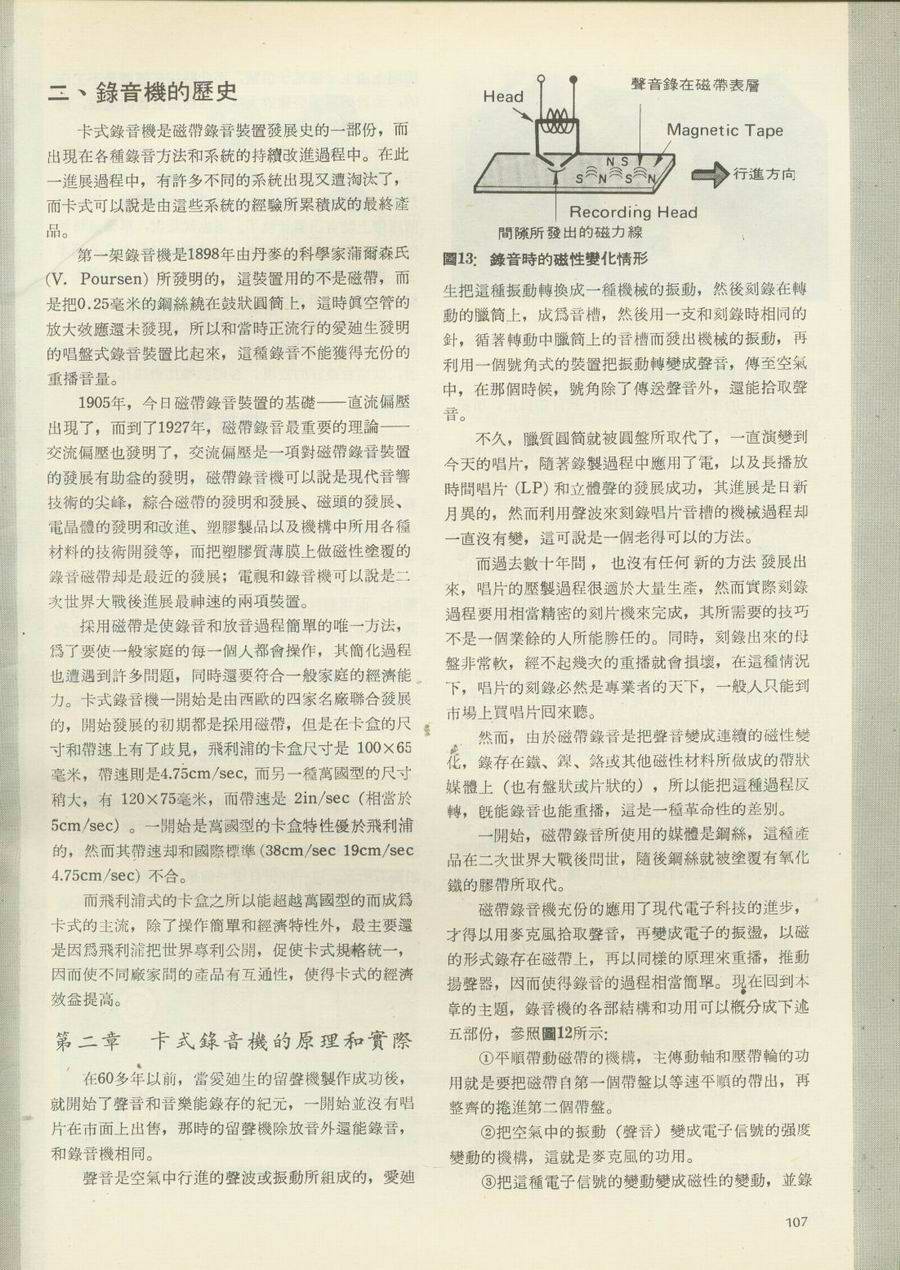 二、錄音機的歷史
卡式錄音機是磁帶錄音裝置發展史的一部份，而
出現在各種錄音方法和系統的持續改進過程中。在此
一進展過程中，有許多不同的系統出現又遭淘汰了，
而卡式可以說是由這些系統的經驗所累積成的最終產
品。
第一架錄音機是1898年由丹麥的科學家蒲爾森氏
(V. Poursen) 所發明的，這裝置用的不是磁帶，而
是把0.25毫米的鋼絲繞在鼓狀圓筒上，這時眞空管的
放大效應還未發現，所以和當時正流行的愛廸生發明
的唱盤式錄音裝置比起來，這種錄音不能獲得充份的
重播音量。
1905年，今日磁帶錄音裝置的基礎——直流偏壓
出現了，而到了1927年，磁帶錄音最重要的理論——
交流偏壓也發明了，交流偏壓是一項對磁帶錄音裝置
的發展有助益的發明，磁帶錄音機可以說是現代音響
技術的尖峰，綜合磁帶的發明和發展、磁頭的發展、
電晶體的發明和改進、塑膠製品以及機構中所用各種
材料的技術開發等，而把塑膠質薄膜上做磁性塗覆的
錄音磁帶却是最近的發展；電視和錄音機可以說是二
次世界大戰後進展最神速的兩項裝置。
採用磁帶是使錄音和放音過程簡單的唯一方法，
爲了要使一般家庭的每一個人都會操作，其簡化過程
也遭遇到許多問題，同時還要符合一般家庭的經濟能
力。卡式錄音機一開始是由西歐的四家名廠聯合發展
的，開始發展的初期都是採用磁帶，但是在卡盒的尺
寸和帶速上有了歧見，飛利浦的卡盒尺寸是 100×65
毫米，帶速則是4.75cm/sec, 而另一種萬國型的尺寸
稍大，有 120×75毫米，而帶速是 2in/sec (相當於
5cm/sec) 。一開始是萬國型的卡盒特性優於飛利浦
的，然而其帶速却和國際標準 (38cm/sec 19cm/sec
4.75cm/sec) 不合。
而飛利浦式的卡盒之所以能超越萬國型的而成爲
卡式的主流，除了操作簡單和經濟特性外，最主要還
是因爲飛利浦把世界專利公開，促使卡式規格統一，
因而使不同廠家間的產品有互通性，使得卡式的經濟
效益提高。
第二章 卡式錄音機的原理和實際
在60多年以前，當愛廸生的留聲機製作成功後，
就開始了聲音和音樂能錄存的紀元，一開始並沒有唱
片在市面上出售，那時的留聲機除放音外還能錄音，
和錄音機相同。
聲音是空氣中行進的聲波或振動所組成的，愛廸
Head
聲音錄在磁帶表層
Magnetic Tape
N S
S N S N
行進方向
Recording Head
間隙所發出的磁力線
圖13: 錄音時的磁性變化情形
生把這種振動轉換成一種機械的振動，然後刻錄在轉
動的臘筒上，成爲音槽，然後用一支和刻錄時相同的
針，循著轉動中臘筒上的音槽而發出機械的振動，再
利用一個號角式的裝置把振動轉變成聲音，傳至空氣
中，在那個時候，號角除了傳送聲音外，還能拾取聲
音。
不久，臘質圓筒就被圓盤所取代了，一直演變到
今天的唱片，隨著錄製過程中應用了電，以及長播放
時間唱片 (LP) 和立體聲的發展成功，其進展是日新
月異的，然而利用聲波來刻錄唱片音槽的機械過程却
一直沒有變，這可說是一個老得可以的方法。
而過去數十年間，也沒有任何新的方法發展出
來，唱片的壓製過程很適於大量生產，然而實際刻錄
過程要用相當精密的刻片機來完成，其所需要的技巧
不是一個業餘的人所能勝任的。同時，刻錄出來的母
盤非常軟，經不起幾次的重播就會損壞，在這種情況
下，唱片的刻錄必然是專業者的天下，一般人只能到
市場上買唱片囘來聽。
然而，由於磁帶錄音是把聲音變成連續的磁性變
化，錄存在鐵、鎳、鉻或其他磁性材料所做成的帶狀
媒體上（也有盤狀或片狀的），所以能把這種過程反
轉，旣能錄音也能重播，這是一種革命性的差別。
一開始，磁帶錄音所使用的媒體是鋼絲，這種產
品在二次世界大戰後問世，隨後鋼絲就被塗覆有氧化
鐵的膠帶所取代。
磁帶錄音機充份的應用了現代電子科技的進步，
才得以用麥克風拾取聲音，再變成電子的振盪，以磁
的形式錄存在磁帶上，再以同樣的原理來重播，推動
揚聲器，因而使得錄音的過程相當簡單。現在囘到本
章的主題，錄音機的各部結構和功用可以概分成下述
五部份，參照圖12所示:
①平順帶動磁帶的機構，主傳動軸和壓帶輪的功
用就是要把磁帶自第一個帶盤以等速平順的帶出，再
整齊的捲進第二個帶盤。
②把空氣中的振動（聲音）變成電子信號的强度
變動的機構，這就是麥克風的功用。
③把這種電子信號的變動變成磁性的變動，並錄
107